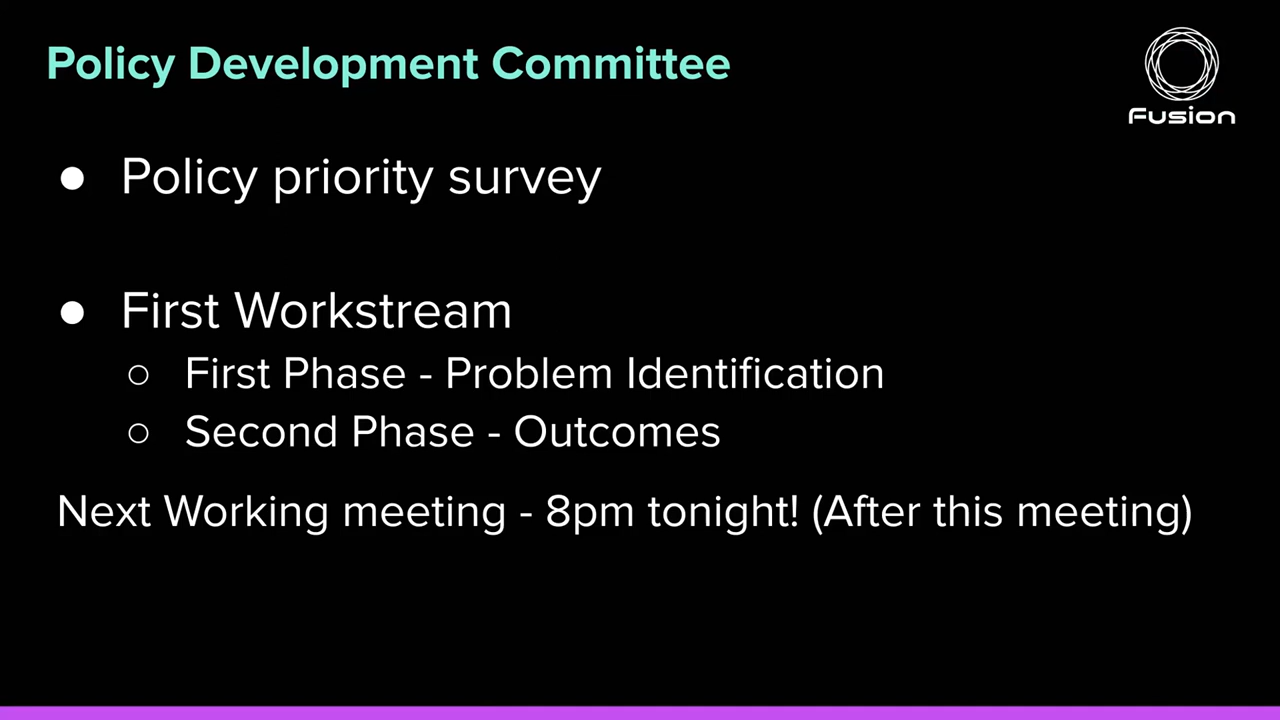 Policy Development Committee
Fusion
● Policy priority survey
● First Workstream
○ First Phase - Problem Identification
○ Second Phase - Outcomes
Next Working meeting - 8pm tonight! (After this meeting)